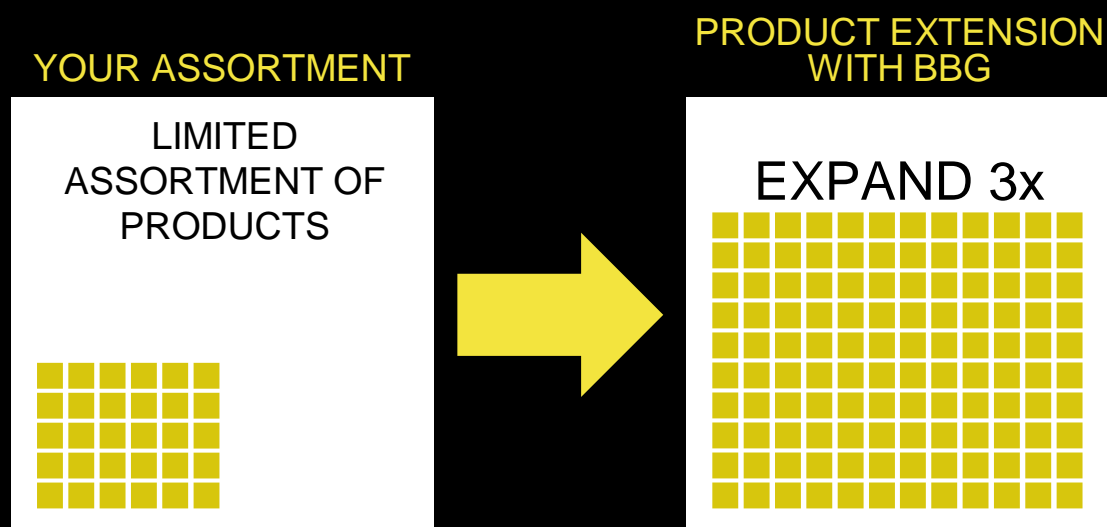 YOUR ASSORTMENT
LIMITED
ASSORTMENT OF
PRODUCTS
PRODUCT EXTENSION
WITH BBG
EXPAND 3x